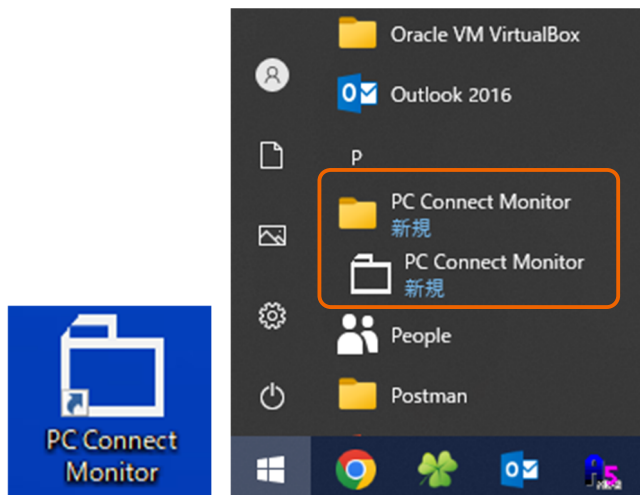 PC Connect
Monitor
Oracle VM VirtualBox
Outlook 2016
P
PC Connect Monitor
新規
PC Connect Monitor
新規
People
Postman